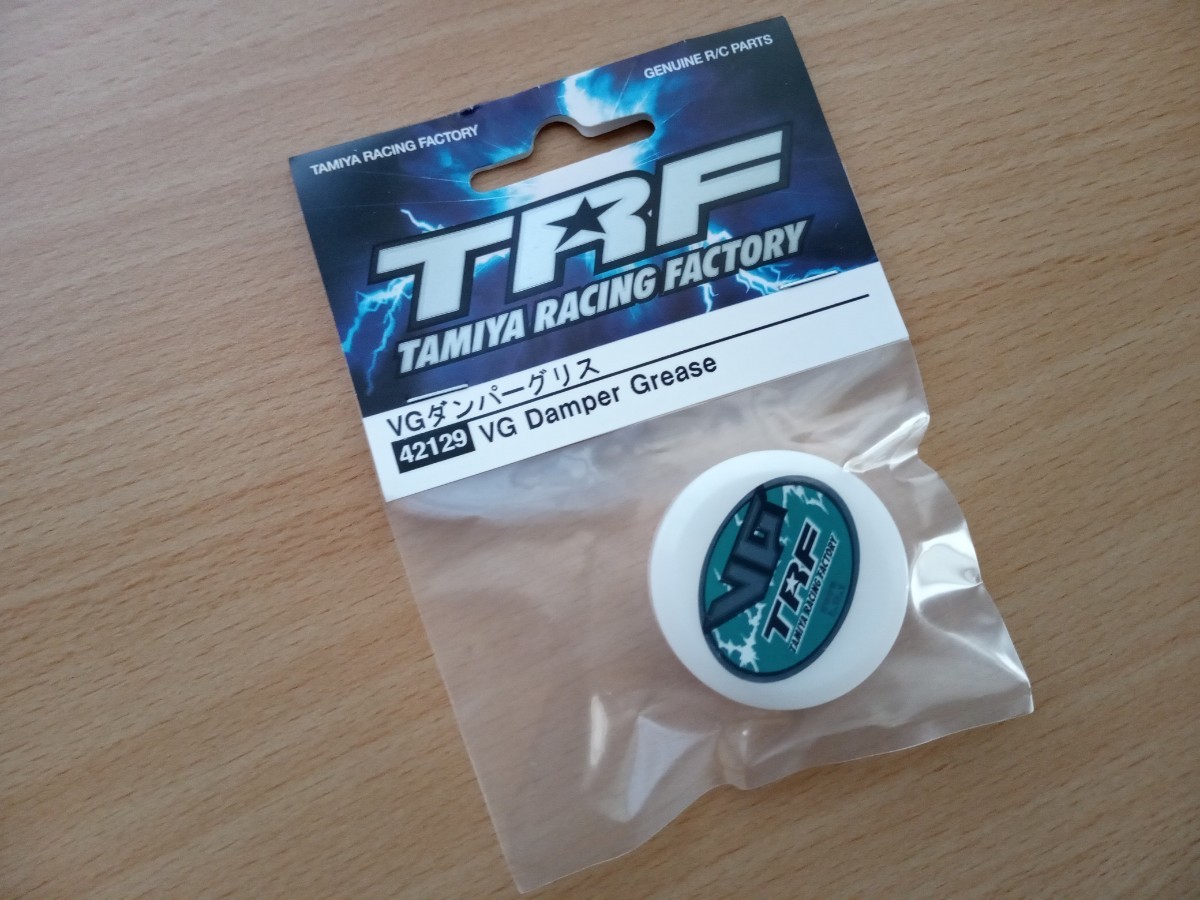 TAMIYA RACING FACTORY
GENUINE R/C PARTS
TRF
TAMIYA RACING FACTORY
VGダンパーグリス
42129 VG Damper Grease
VG
TRF
TAMIYA RACING FACTORY